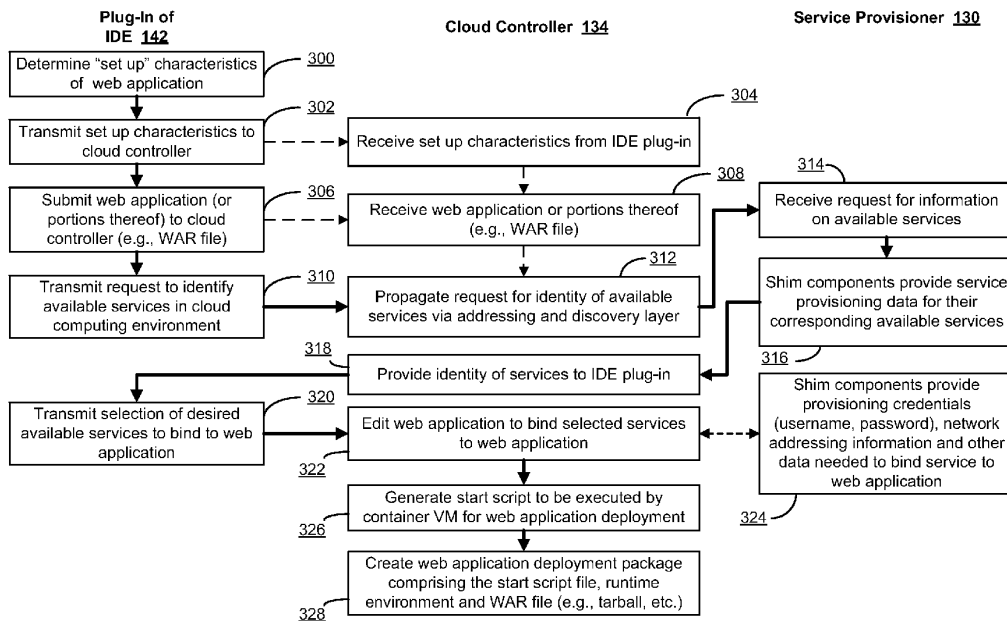 Plug-In of
IDE 142
Cloud Controller 134
Service Provisioner 130
Determine “set up” characteristics
of web application
300
Transmit set up characteristics to
cloud controller
302
Receive set up characteristics from IDE plug-in
304
Submit web application (or
portions thereof) to cloud
controller (e.g., WAR file)
306
Receive web application or portions thereof
(e.g., WAR file)
308
Transmit request to identify
available services in cloud
computing environment
310
Propagate request for identity of available
services via addressing and discovery layer
312
Receive request for information
on available services
314
Shim components provide service
provisioning data for their
corresponding available services
316
Provide identity of services to IDE plug-in
318
Transmit selection of desired
available services to bind to web
application
320
Edit web application to bind selected services
to web application
322
Shim components provide
provisioning credentials
(username, password), network
addressing information and other
data needed to bind service to
web application
324
Generate start script to be executed by
container VM for web application deployment
326
Create web application deployment package
comprising the start script file, runtime
environment and WAR file (e.g., tarball, etc.)
328